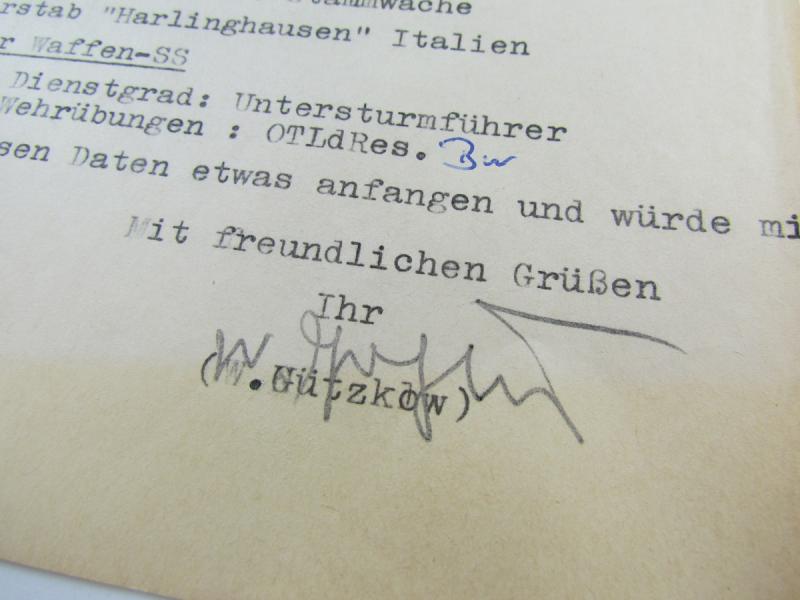 rstab "Harlinghausen" Italien
r Waffen-SS
Dienstgrad: Untersturmführer
Wehrübungen : OTLdRes. Bw
sen Daten etwas anfangen und würde mi
Mit freundlichen Grüßen
Ihr
(W.Gützkow)